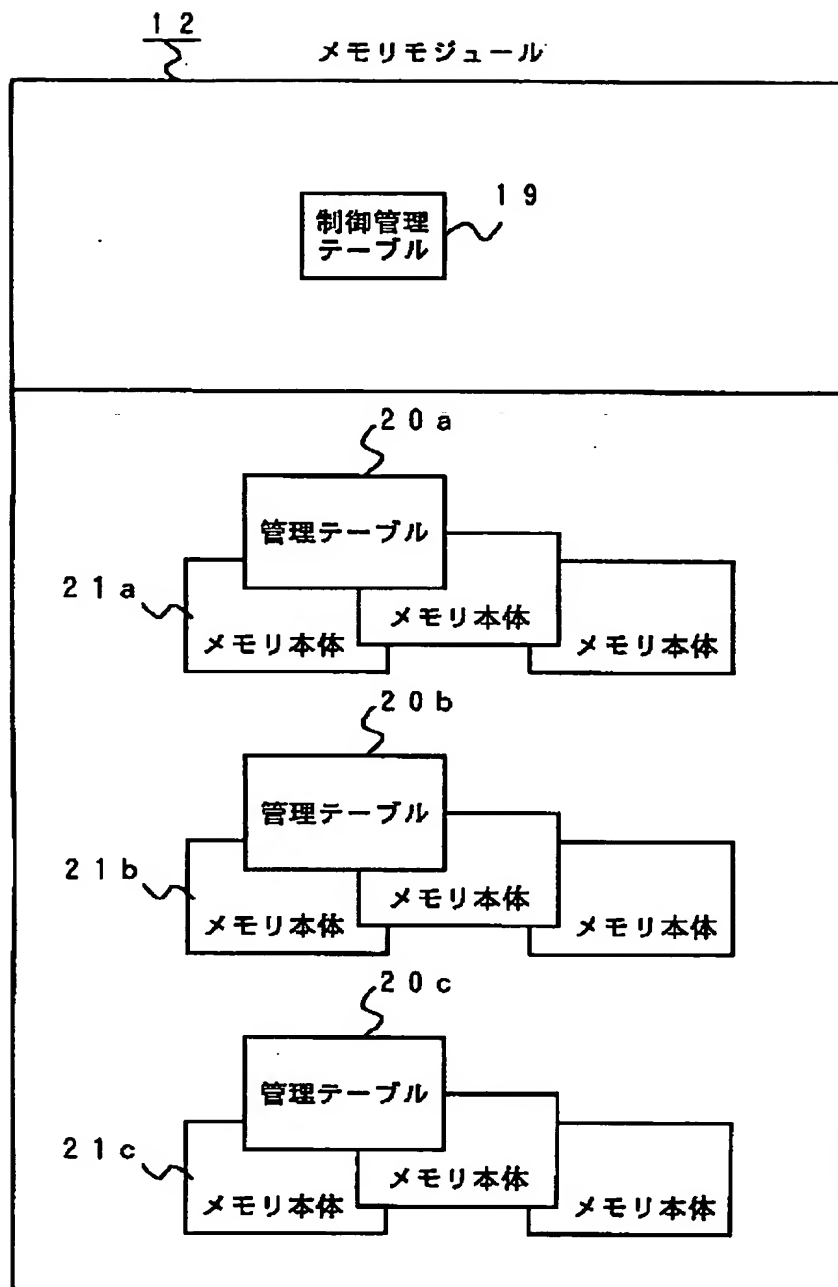 １２
メモリモジュール
制御管理
テーブル
１９
２０a
管理テーブル
２１a
メモリ本体
メモリ本体
メモリ本体
２０b
管理テーブル
２１b
メモリ本体
メモリ本体
メモリ本体
２０c
管理テーブル
２１c
メモリ本体
メモリ本体
メモリ本体